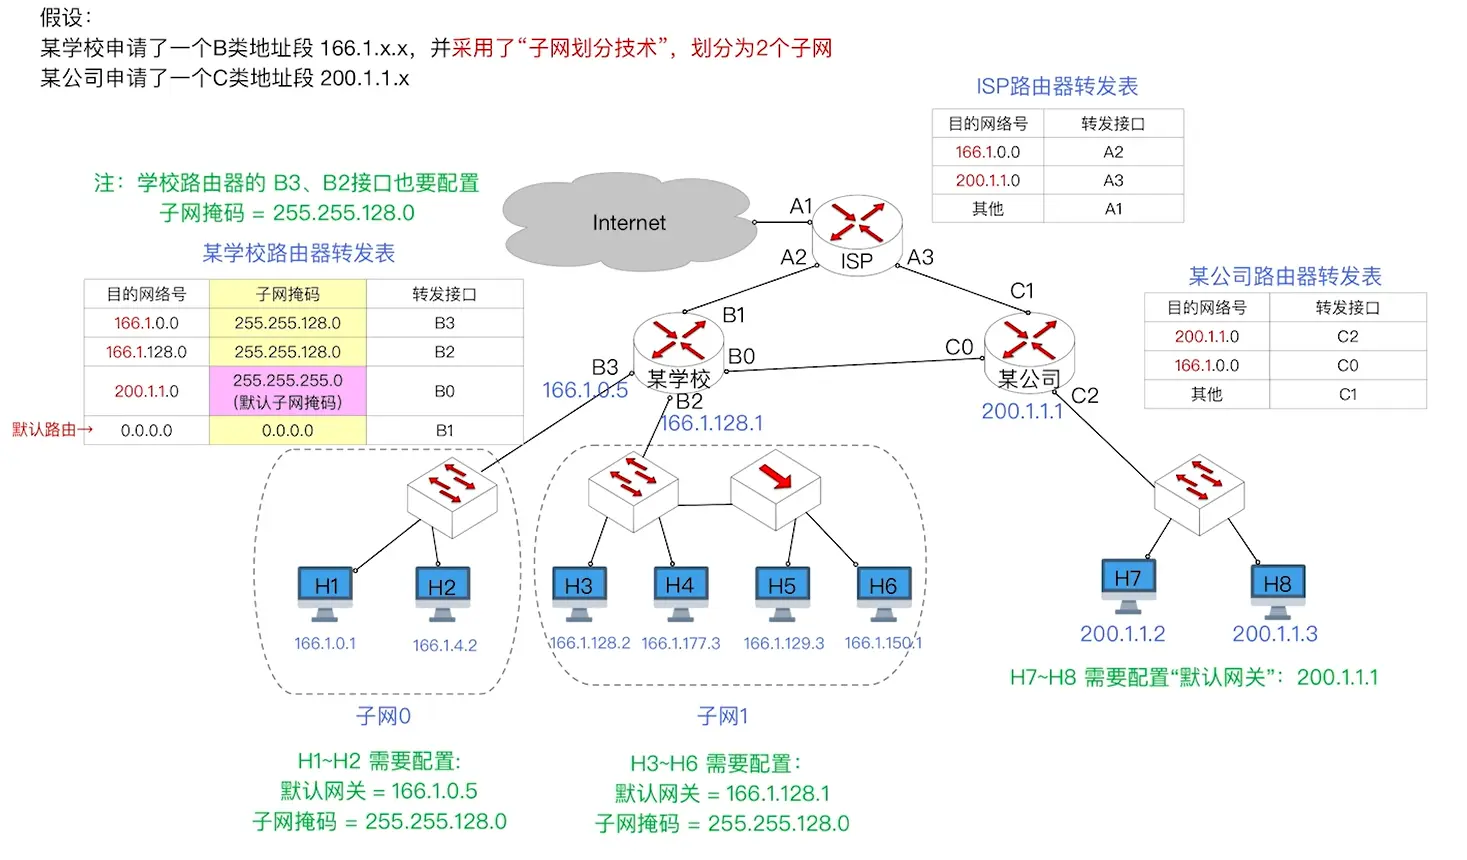 假设：
某学校申请了一个B类地址段 166.1.x.x，并采用了“子网划分技术”，划分为2个子网
某公司申请了一个C类地址段 200.1.1.x
ISP路由器转发表
目的网络号 转发接口
166.1.0.0 A2
200.1.1.0 A3
其他 A1
注：学校路由器的 B3、B2接口也要配置
子网掩码 = 255.255.128.0
Internet
A1
ISP
A2
A3
某学校路由器转发表
目的网络号 子网掩码 转发接口
166.1.0.0 255.255.128.0 B3
166.1.128.0 255.255.128.0 B2
200.1.1.0 255.255.255.0 B0
(默认子网掩码)
默认路由→ 0.0.0.0 0.0.0.0 B1
某公司路由器转发表
目的网络号 转发接口
200.1.1.0 C2
166.1.0.0 C0
其他 C1
B1
C1
B0
C0
B3
某学校
某公司
166.1.0.5
B2
C2
166.1.128.1
200.1.1.1
H1
H2
H3
H4
H5
H6
H7
H8
166.1.0.1
166.1.4.2
166.1.128.2
166.1.177.3
166.1.129.3
166.1.150.1
200.1.1.2
200.1.1.3
H7~H8 需要配置“默认网关”：200.1.1.1
子网0
子网1
H1~H2 需要配置:
默认网关 = 166.1.0.5
子网掩码 = 255.255.128.0
H3~H6 需要配置：
默认网关 = 166.1.128.1
子网掩码 = 255.255.128.0